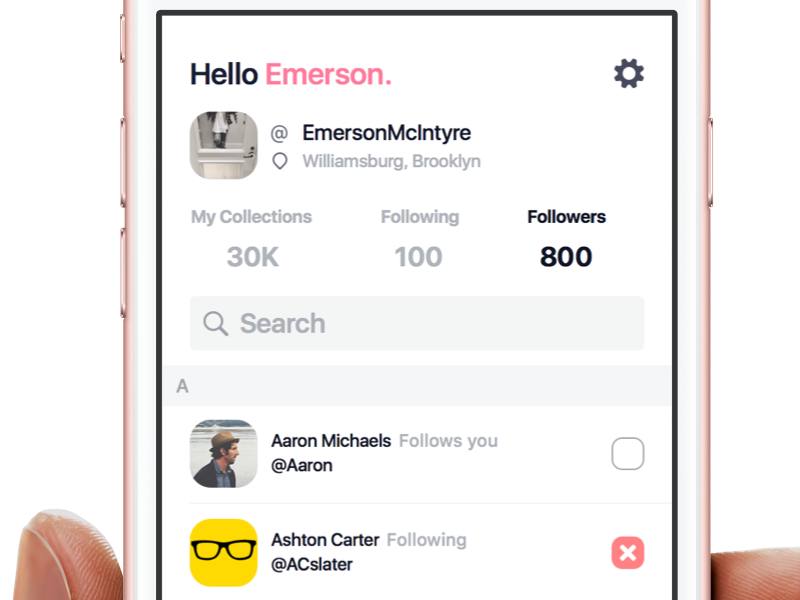 Hello Emerson.
@ EmersonMcIntyre
Williamsburg, Brooklyn
My Collections Following Followers
30K 100 800
Search
A
Aaron Michaels Follows you
@Aaron
Ashton Carter Following
@ACslater